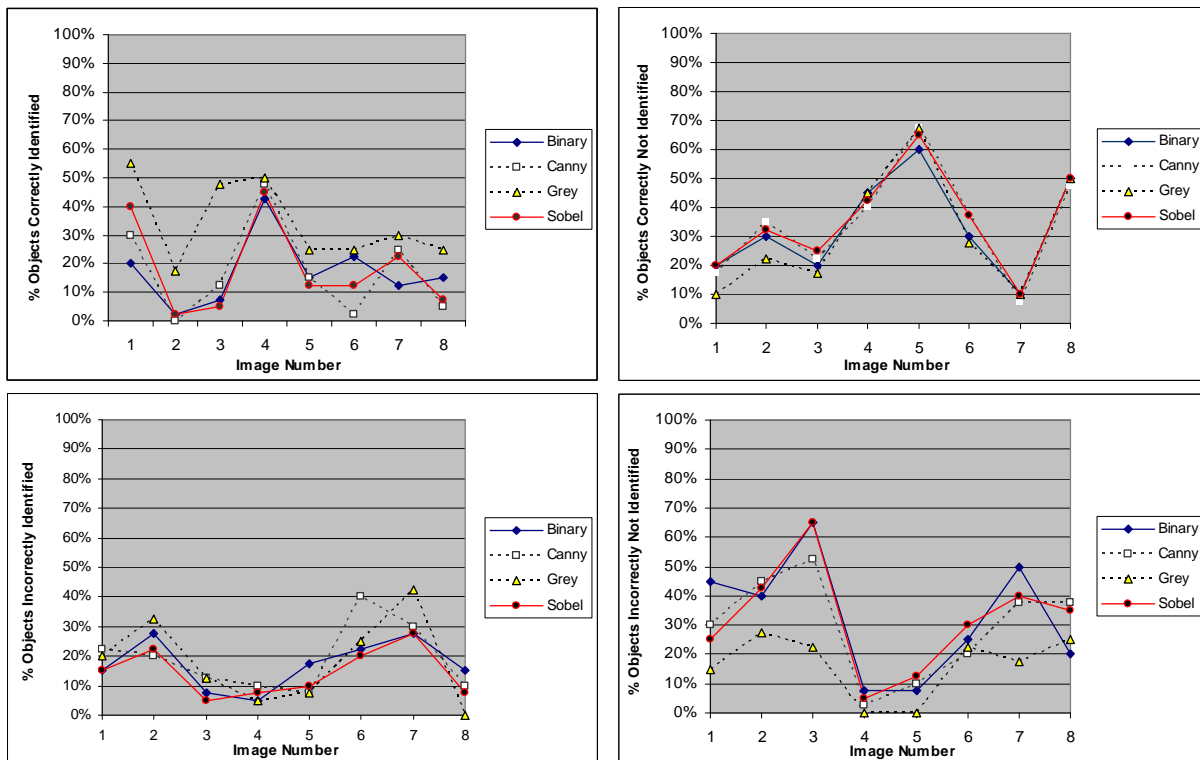 % Objects Correctly Identified
100%
90%
80%
70%
60%
50%
40%
30%
20%
10%
0%
1 2 3 4 5 6 7 8
Image Number
Binary
Canny
Grey
Sobel
% Objects Correctly Not Identified
100%
90%
80%
70%
60%
50%
40%
30%
20%
10%
0%
1 2 3 4 5 6 7 8
Image Number
Binary
Canny
Grey
Sobel
% Objects Incorrectly Identified
100%
90%
80%
70%
60%
50%
40%
30%
20%
10%
0%
1 2 3 4 5 6 7 8
Image Number
Binary
Canny
Grey
Sobel
% Objects Incorrectly Not Identified
100%
90%
80%
70%
60%
50%
40%
30%
20%
10%
0%
1 2 3 4 5 6 7 8
Image Number
Binary
Canny
Grey
Sobel